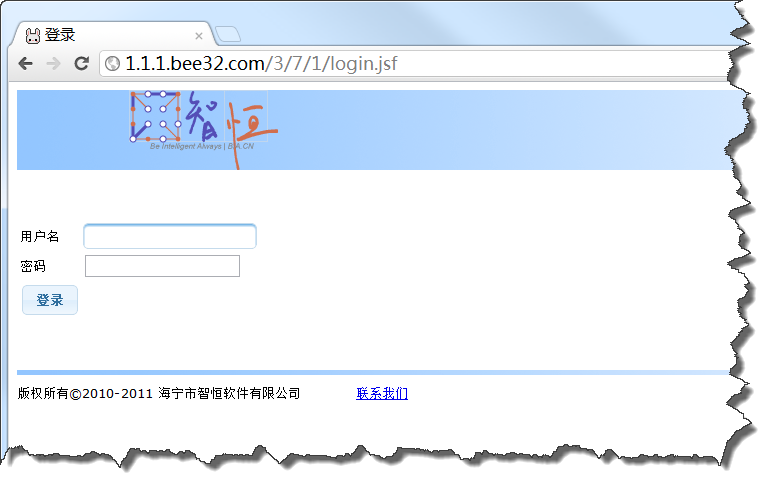 登录
1.1.1.bee32.com/3/7/1/login.jsf
智恒
Be Intelligent Always | BIA.CN
用户名
密码
登录
版权所有©2010-2011 海宁市智恒软件有限公司 联系我们